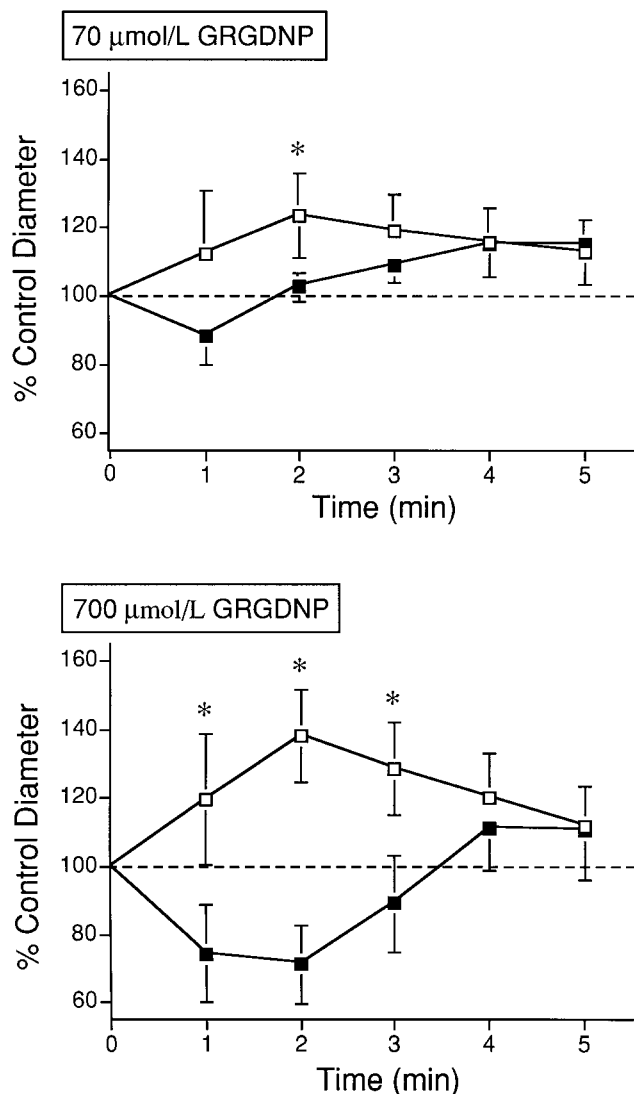 70 μmol/L GRGDNP
160
*
140
120
100
80
60
% Control Diameter
0 1 2 3 4 5
Time (min)
700 μmol/L GRGDNP
160
* * *
140
120
100
80
60
% Control Diameter
0 1 2 3 4 5
Time (min)